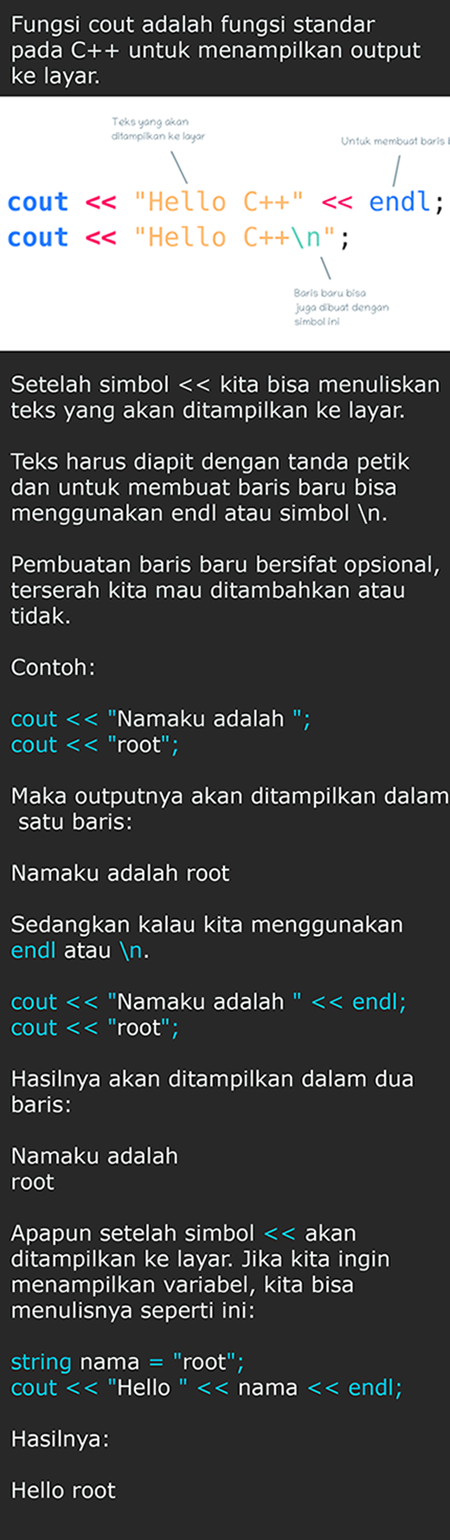 Fungsi cout adalah fungsi standar
pada C++ untuk menampilkan output
ke layar.
Teks yang akan
ditampilkan ke layar
Untuk membuat baris
cout << "Hello C++" << endl;
cout << "Hello C++\n";
Baris baru bisa
juga dibuat dengan
simbol ini
Setelah simbol << kita bisa menuliskan
teks yang akan ditampilkan ke layar.
Teks harus diapit dengan tanda petik
dan untuk membuat baris baru bisa
menggunakan endl atau simbol \n.
Pembuatan baris baru bersifat opsional,
terserah kita mau ditambahkan atau
tidak.
Contoh:
cout << "Namaku adalah ";
cout << "root";
Maka outputnya akan ditampilkan dalam
satu baris:
Namaku adalah root
Sedangkan kalau kita menggunakan
endl atau \n.
cout << "Namaku adalah " << endl;
cout << "root";
Hasilnya akan ditampilkan dalam dua
baris:
Namaku adalah
root
Apapun setelah simbol << akan
ditampilkan ke layar. Jika kita ingin
menampilkan variabel, kita bisa
menulisnya seperti ini:
string nama = "root";
cout << "Hello " << nama << endl;
Hasilnya:
Hello root